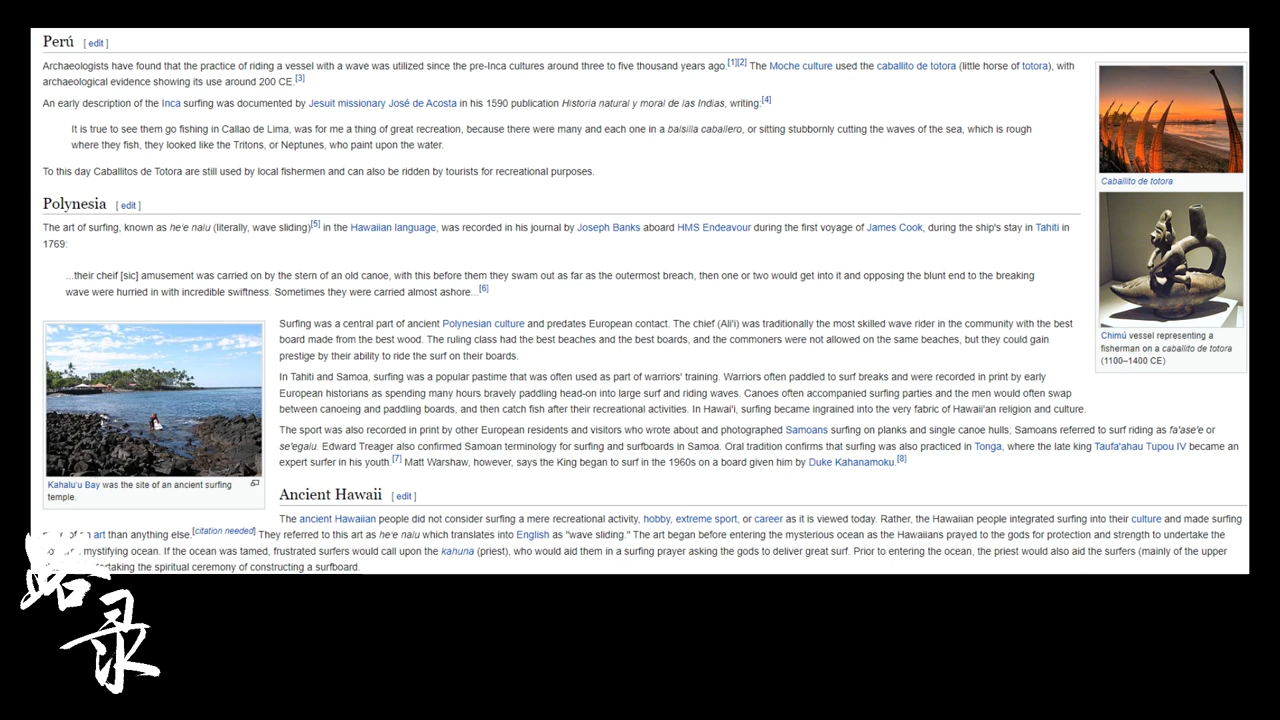 Perú [ edit ]
Archaeologists have found that the practice of riding a vessel with a wave was utilized since the pre-Inca cultures around three to five thousand years ago.[1][2] The Moche culture used the caballito de totora (little horse of totora), with
archaeological evidence showing its use around 200 CE.[3]
An early description of the Inca surfing was documented by Jesuit missionary José de Acosta in his 1590 publication Historia natural y moral de las Indias, writing:[4]
It is true to see them go fishing in Callao de Lima, was for me a thing of great recreation, because there were many and each one in a balsilla caballero, or sitting stubbornly cutting the waves of the sea, which is rough
where they fish, they looked like the Tritons, or Neptunes, who paint upon the water.
To this day Caballitos de Totora are still used by local fishermen and can also be ridden by tourists for recreational purposes.
Caballito de totora
Chimú vessel representing a
fisherman on a caballito de totora
(1100–1400 CE)
Polynesia [ edit ]
The art of surfing, known as he'e nalu (literally, wave sliding)[5] in the Hawaiian language, was recorded in his journal by Joseph Banks aboard HMS Endeavour during the first voyage of James Cook, during the ship's stay in Tahiti in
1769:
...their cheif [sic] amusement was carried on by the stern of an old canoe, with this before them they swam out as far as the outermost breach, then one or two would get into it and opposing the blunt end to the breaking
wave were hurried in with incredible swiftness. Sometimes they were carried almost ashore...[6]
Kahalu'u Bay was the site of an ancient surfing
temple.
Surfing was a central part of ancient Polynesian culture and predates European contact. The chief (Ali'i) was traditionally the most skilled wave rider in the community with the best
board made from the best wood. The ruling class had the best beaches and the best boards, and the commoners were not allowed on the same beaches, but they could gain
prestige by their ability to ride the surf on their boards.
In Tahiti and Samoa, surfing was a popular pastime that was often used as part of warriors' training. Warriors often paddled to surf breaks and were recorded in print by early
European historians as spending many hours bravely paddling head-on into large surf and riding waves. Canoes often accompanied surfing parties and the men would often swap
between canoeing and paddling boards, and then catch fish after their recreational activities. In Hawai'i, surfing became ingrained into the very fabric of Hawaii'an religion and culture.
The sport was also recorded in print by other European residents and visitors who wrote about and photographed Samoans surfing on planks and single canoe hulls; Samoans referred to surf riding as fa'ase'e or
se'egalu. Edward Treager also confirmed Samoan terminology for surfing and surfboards in Samoa. Oral tradition confirms that surfing was also practiced in Tonga, where the late king Taufa'ahau Tupou IV became an
expert surfer in his youth.[7] Matt Warshaw, however, says the King began to surf in the 1960s on a board given him by Duke Kahanamoku.[8]
Ancient Hawaii [ edit ]
The ancient Hawaiian people did not consider surfing a mere recreational activity, hobby, extreme sport, or career as it is viewed today. Rather, the Hawaiian people integrated surfing into their culture and made surfing
art than anything else.[citation needed] They referred to this art as he'e nalu which translates into English as "wave sliding." The art began before entering the mysterious ocean as the Hawaiians prayed to the gods for protection and strength to undertake the
mystifying ocean. If the ocean was tamed, frustrated surfers would call upon the kahuna (priest), who would aid them in a surfing prayer asking the gods to deliver great surf. Prior to entering the ocean, the priest would also aid the surfers (mainly of the upper
the spiritual ceremony of constructing a surfboard.
路
录